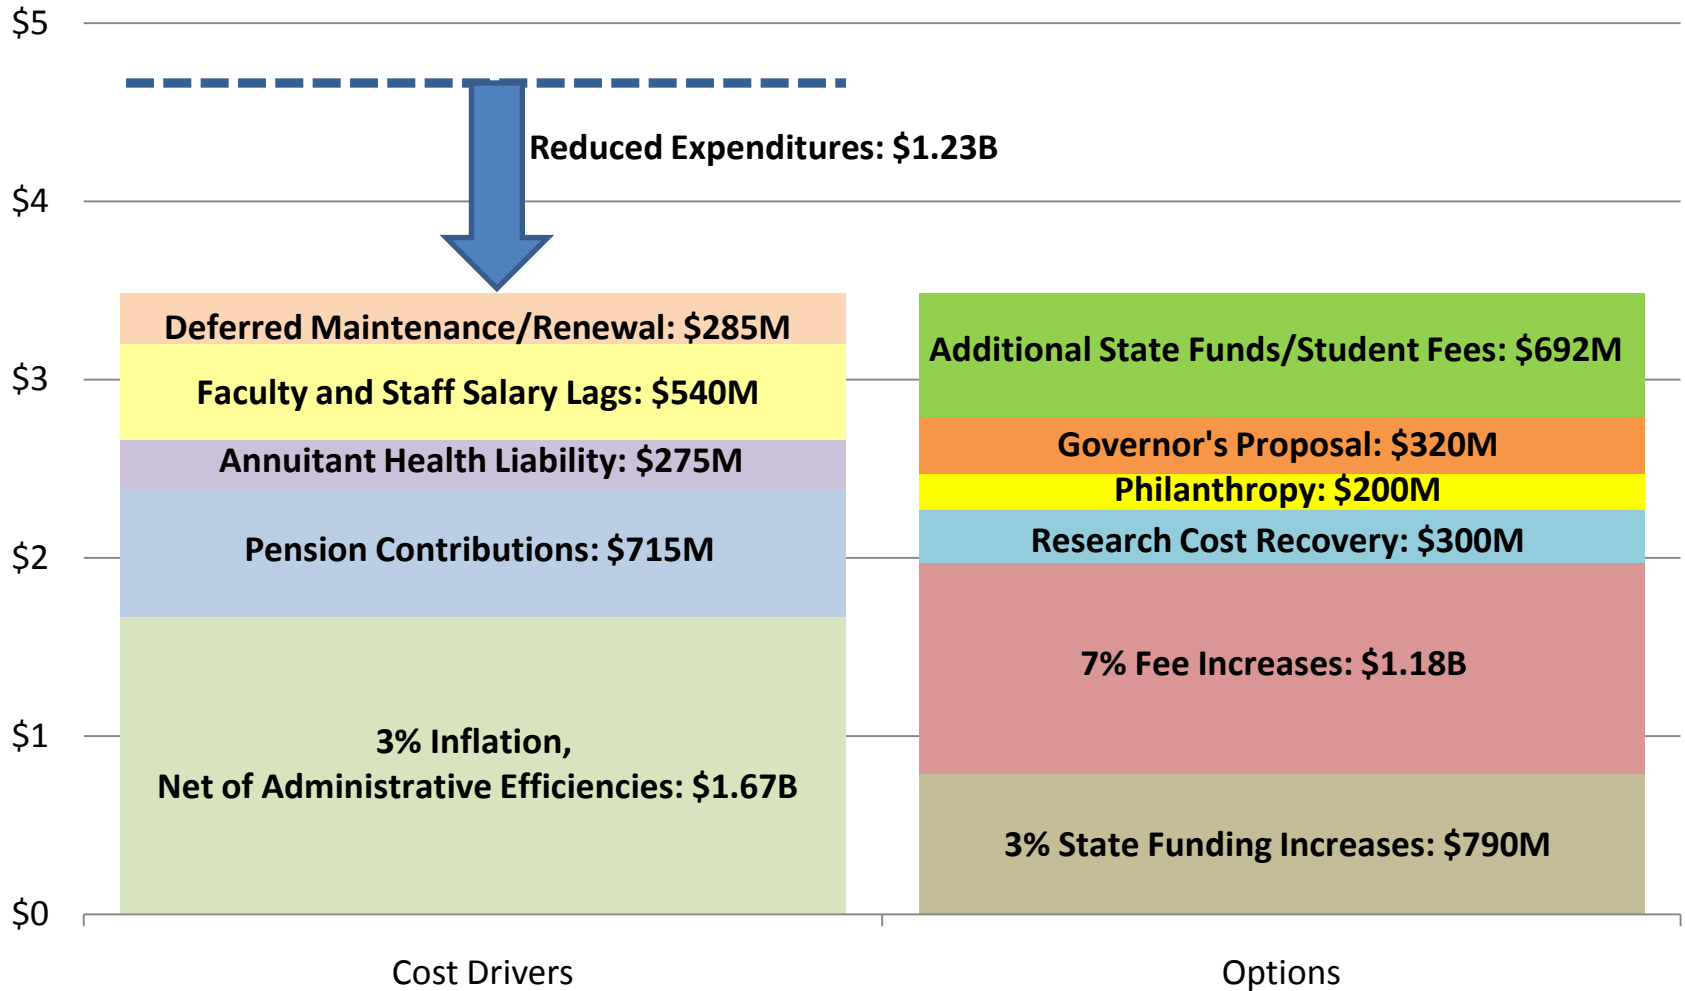 $5
Reduced Expenditures: $1.23B
$4
Deferred Maintenance/Renewal: $285M
Faculty and Staff Salary Lags: $540M
Annuitant Health Liability: $275M
Pension Contributions: $715M
3% Inflation,
Net of Administrative Efficiencies: $1.67B
Additional State Funds/Student Fees: $692M
Governor's Proposal: $320M
Philanthropy: $200M
Research Cost Recovery: $300M
7% Fee Increases: $1.18B
3% State Funding Increases: $790M
$3
$2
$1
$0
Cost Drivers
Options